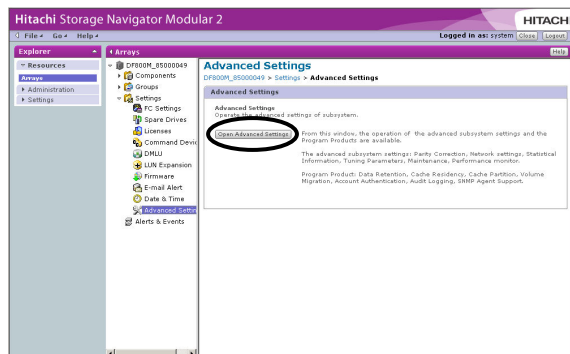 Hitachi Storage Navigator Modular 2
HITACHI
File Go Help
Logged in as: system Close Logout
Explorer
Arrays
Help
Resources
Arrays
Administration
Settings
DF800M_85000049
Components
Groups
Settings
FC Settings
Spare Drives
Licenses
Command Devic
DMLU
LUN Expansion
Firmware
E-mail Alert
Date & Time
Advanced Settin
Alerts & Events
Advanced Settings
DF800M_85000049 > Settings > Advanced Settings
Advanced Settings
Advanced Settings
Operate the advanced settings of subsystem.
Open Advanced Settings
From this window, the operation of the advanced subsystem settings and the
Program Products are available.
The advanced subsystem settings: Parity Correction, Network settings, Statistical
Information, Tuning Parameters, Maintenance, Performance monitor.
Program Product: Data Retention, Cache Residency, Cache Partition, Volume
Migration, Account Authentication, Audit Logging, SNMP Agent Support.